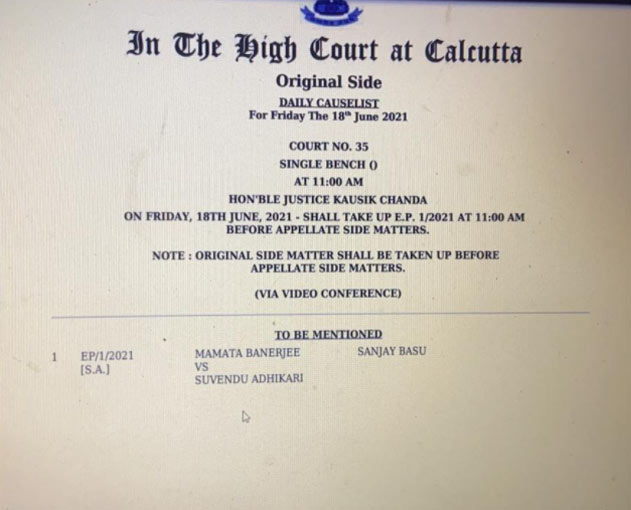 In The High Court at Calcutta
Original Side
DAILY CAUSELIST
For Friday The 18th June 2021
COURT NO. 35
SINGLE BENCH ()
AT 11:00 AM
HON'BLE JUSTICE KAUSIK CHANDA
ON FRIDAY, 18TH JUNE, 2021 - SHALL TAKE UP E.P. 1/2021 AT 11:00 AM
BEFORE APPELLATE SIDE MATTERS.
NOTE : ORIGINAL SIDE MATTER SHALL BE TAKEN UP BEFORE
APPELLATE SIDE MATTERS.
(VIA VIDEO CONFERENCE)
TO BE MENTIONED
1 EP/1/2021 MAMATA BANERJEE SANJAY BASU
[S.A.] VS
SUVENDU ADHIKARI